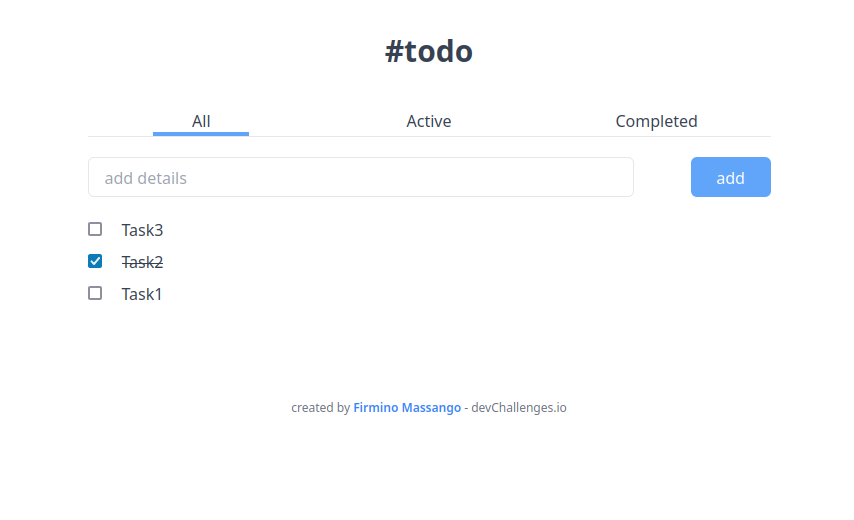 #todo
All Active Completed
add details add
Task3
Task2
Task1
created by Firmino Massango - devChallenges.io